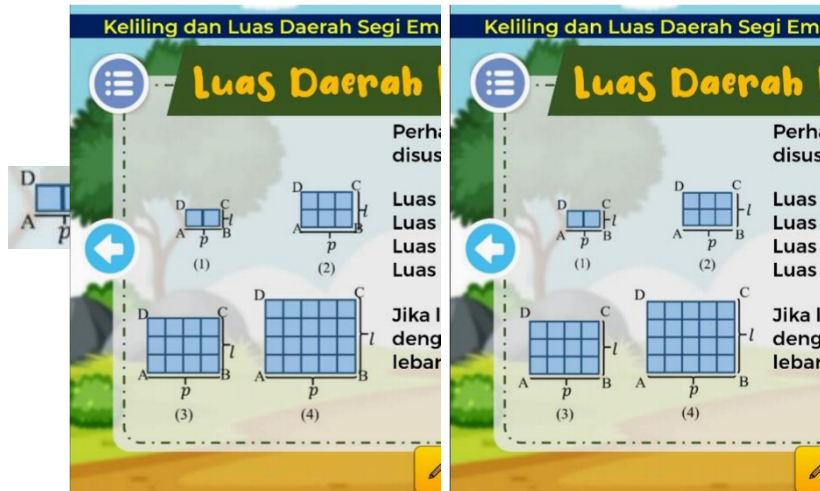 Keliling dan Luas Daerah Segi Em
Luas Daerah
Perha
disus
D C
A B
p
l
(1)
D C
A B
p
l
(2)
Luas
Luas
Luas
Luas
D C
A B
p
l
(3)
D C
A B
p
l
(4)
Jika l
deng
lebar
D
A
p
Keliling dan Luas Daerah Segi Em
Luas Daerah
Perh
disus
D C
A B
p
l
(1)
D C
A B
p
l
(2)
Luas
Luas
Luas
Luas
D C
A B
p
l
(3)
D C
A B
p
l
(4)
Jika l
deng
lebar